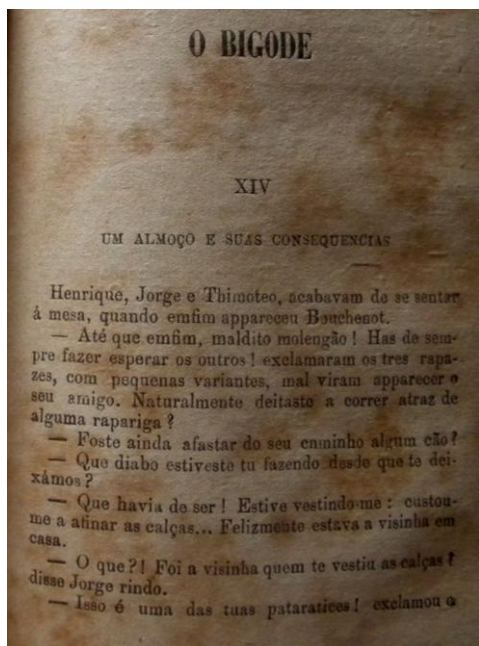 O BIGODE
XIV
UM ALMOÇO E SUAS CONSEQUENCIAS
Henrique, Jorge e Thimoteo, acabavam de se sentar
á mesa, quando emfim appareceu Bouchenot.
— Até que emfim, maldito molengão ! Has de sem-
pre fazer esperar os outros ! exclamaram os tres rapa-
zes, com pequenas variantes, mal viram apparecer o
seu amigo. Naturalmente deitaste a correr atraz de
alguma rapariga ?
— Foste ainda afastar do seu caminho algum cão ?
— Que diabo estiveste tu fazendo desde que te dei-
xámos ?
— Que havia de ser ! Estive vestindo-me : custou-
me a afinar as calças... Felizmente estava a visinha em
casa.
— O que ?! Foi a visinha quem te vestiu as calças ?
disse Jorge rindo.
— Isso é uma das tuas pataratices ! exclamou o